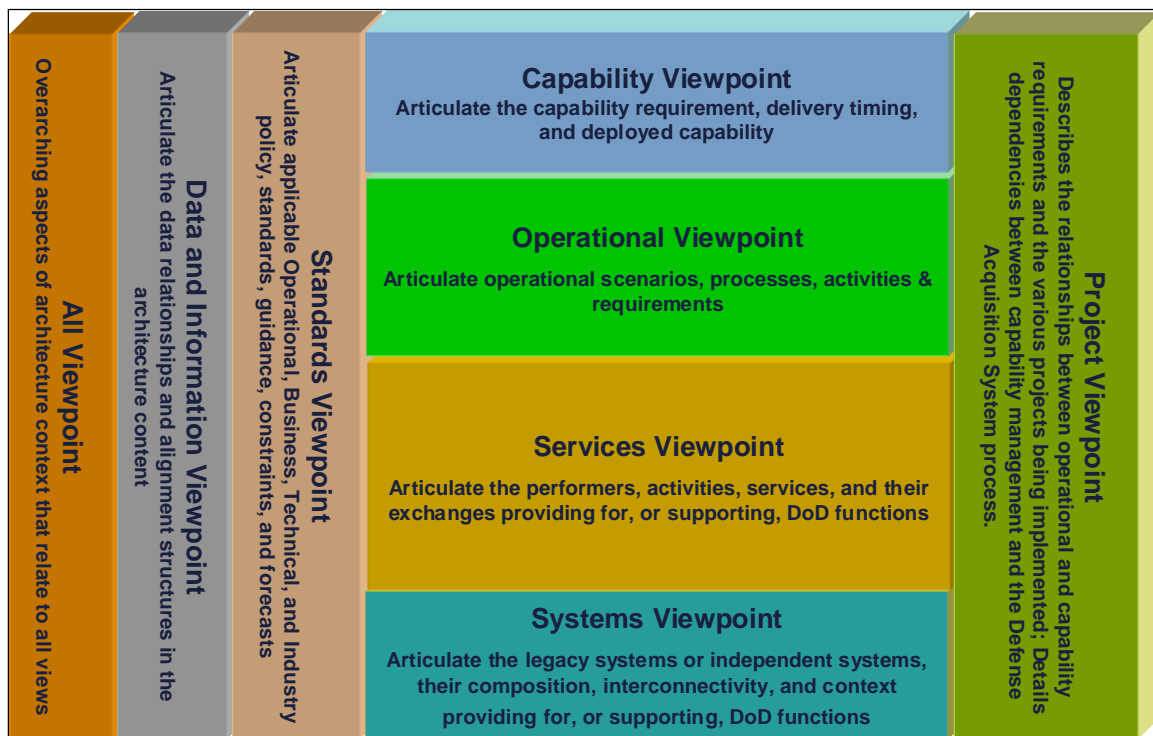 All Viewpoint
Overarching aspects of architecture context that relate to all views
Data and Information Viewpoint
Articulate the data relationships and alignment structures in the
architecture content
Standards Viewpoint
Articulate applicable Operational, Business, Technical, and Industry
policy, standards, guidance, constraints, and forecasts
Capability Viewpoint
Articulate the capability requirement, delivery timing,
and deployed capability
Operational Viewpoint
Articulate operational scenarios, processes, activities &
requirements
Services Viewpoint
Articulate the performers, activities, services, and their
exchanges providing for, or supporting, DoD functions
Systems Viewpoint
Articulate the legacy systems or independent systems,
their composition, interconnectivity, and context
providing for, or supporting, DoD functions
Project Viewpoint
Describes the relationships between operational and capability
requirements and the various projects being implemented; Details
dependencies between capability management and the Defense
Acquisition System process.